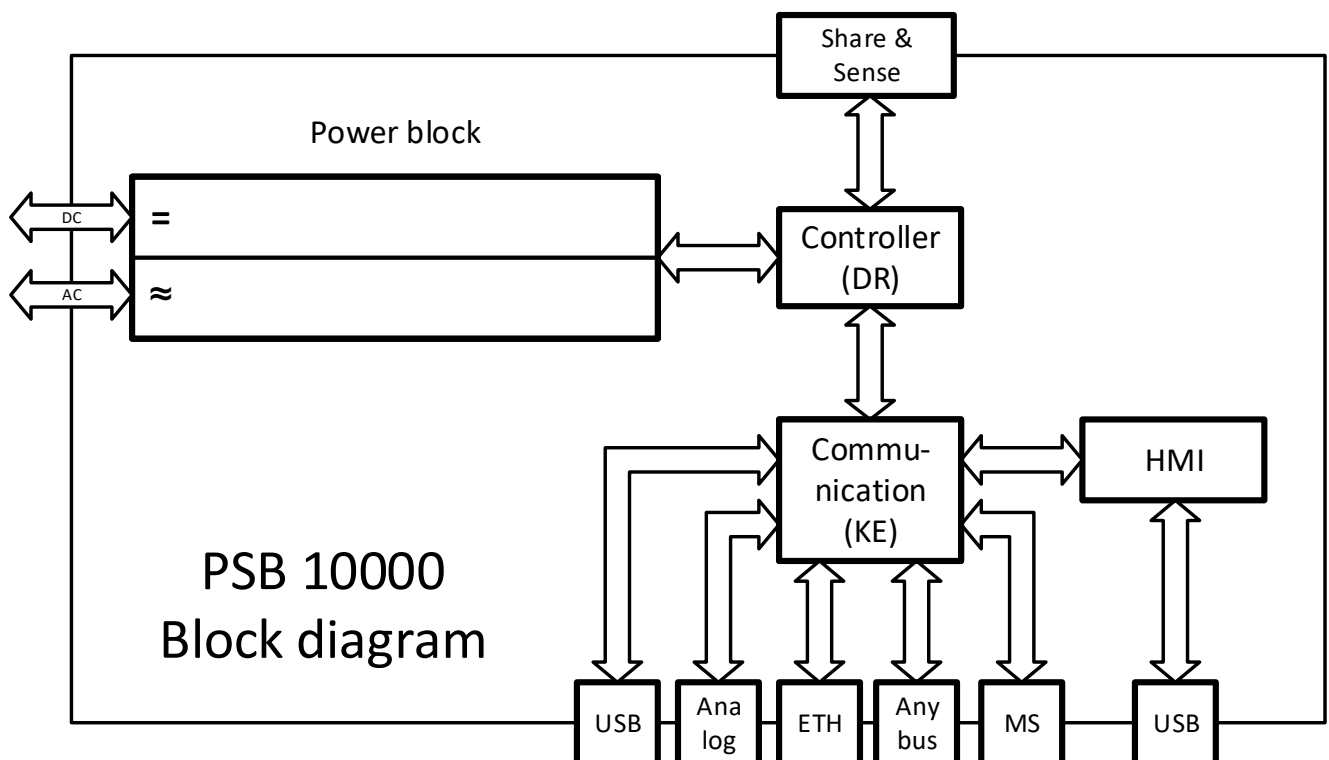 Share &
Sense
Power block
DC
=
AC
≈
Controller
(DR)
Commu-
nication
(KE)
HMI
PSB 10000
Block diagram
USB
Ana
log
ETH
Any
bus
MS
USB